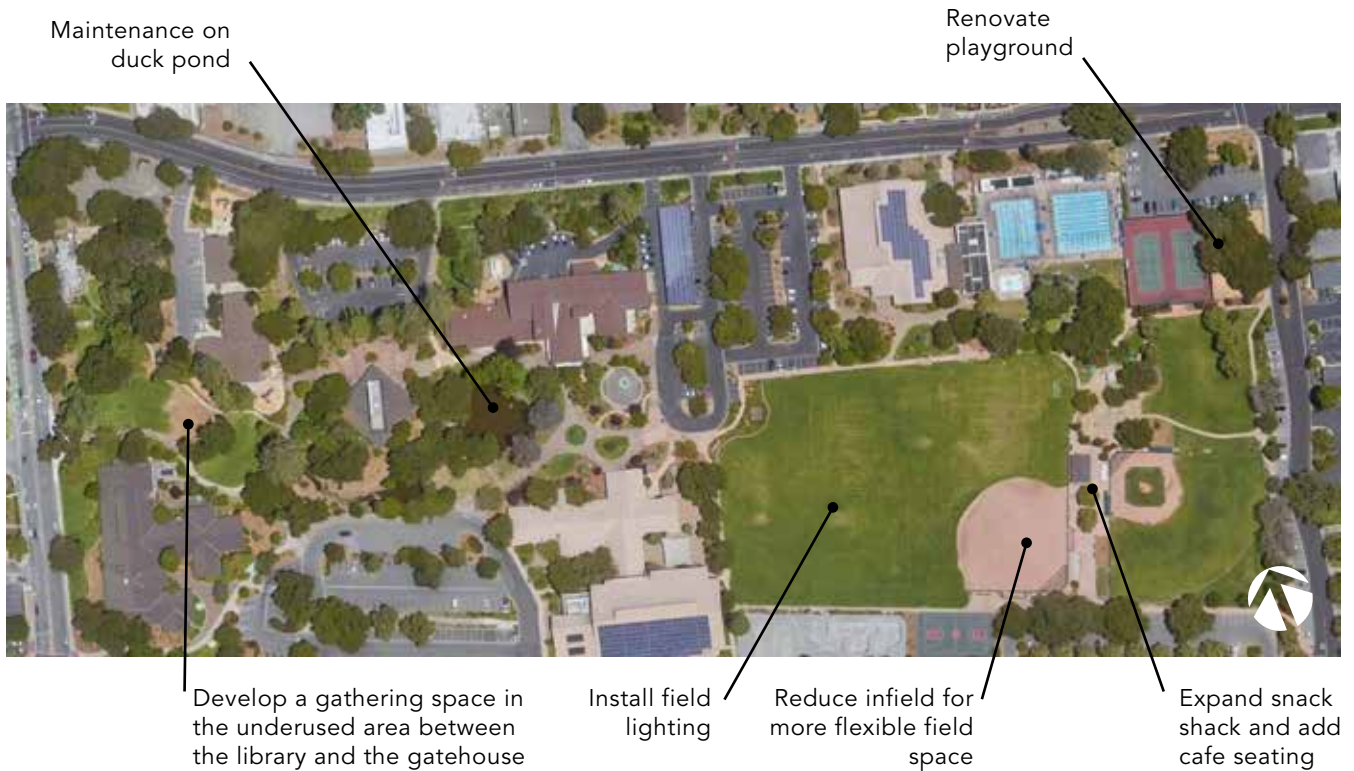 Maintenance on
duck pond
Renovate
playground
Develop a gathering space in
the underused area between
the library and the gatehouse
Install field
lighting
Reduce infield for
more flexible field
space
Expand snack
shack and add
cafe seating